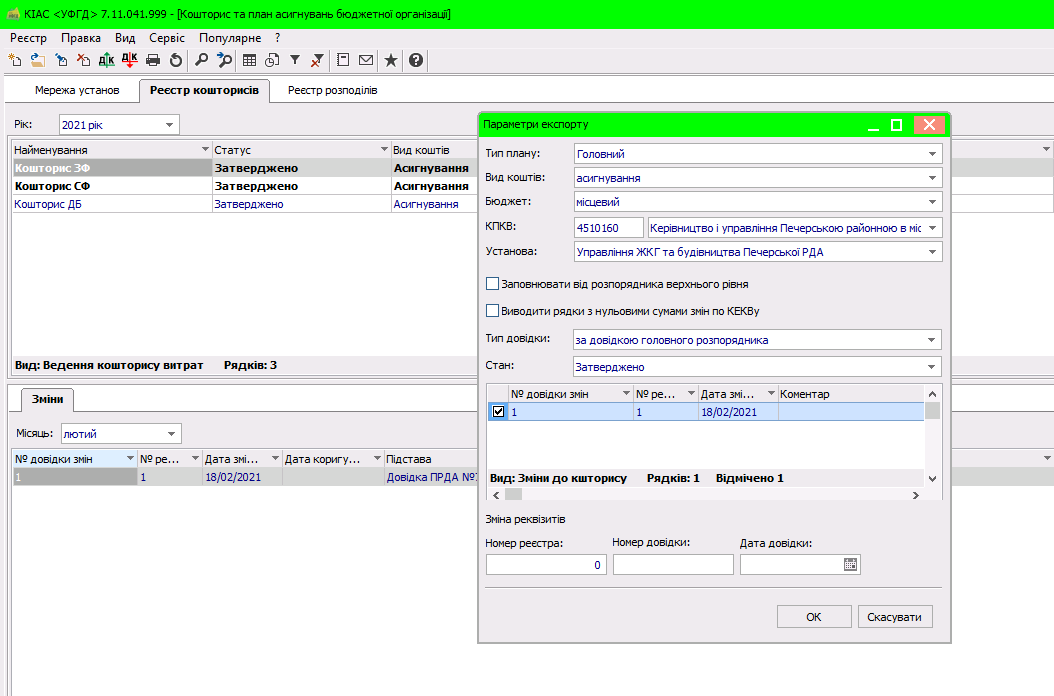 КІАС <УФГД> 7.11.041.999 - [Кошторис та план асигнувань бюджетної організації]
Реєстр Правка Вид Сервіс Популярне ?
Мережа установ Реєстр кошторисів Реєстр розподілів
Рік: 2021 рік
Найменування Статус Вид коштів
Кошторис ЗФ Затверджено Асигнування
Кошторис СФ Затверджено Асигнування
Кошторис ДБ Затверджено Асигнування
Вид: Ведення кошторису витрат Рядків: 3
Зміни
Місяць: лютий
№ довідки змін № ре... Дата змі... Дата коригу... Підстава
1 1 18/02/2021 Довідка ПРДА
Параметри експорту
Тип плану: Головний
Вид коштів: асигнування
Бюджет: місцевий
КПКВ: 4510160 Керівництво і управління Печерською районною в міс
Установа: Управління ЖКГ та будівництва Печерської РДА
Заповнювати від розпорядника верхнього рівня
Виводити рядки з нульовими сумами змін по КЕКВу
Тип довідки: за довідкою головного розпорядника
Стан: Затверджено
№ довідки змін № ре... Дата змі... Коментар
1 1 18/02/2021
Вид: Зміни до кшторису Рядків: 1 Відмічено 1
Зміна реквізитів
Номер реєстра: Номер довідки: Дата довідки:
0
ОК Скасувати